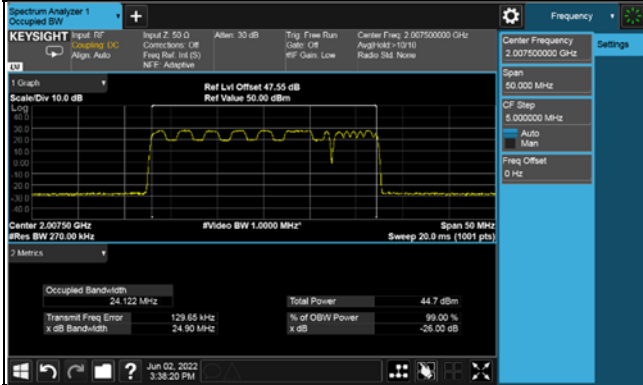 Spectrum Analyzer 1
Occupied BW
+
Frequency
KEYSIGHT
Input: RF
Coupling: DC
Align: Auto
Input Z: 50 Ω
Corrections: Off
Freq Ref: Int (S)
NFE: Adaptive
Atten: 30 dB
Trig: Free Run
Gate: Off
#IF Gain: Low
Center Freq: 2.007500000 GHz
Avg|Hold:>10/10
Radio Std: None
LXI
1 Graph
Scale/Div 10.0 dB
Ref Lvl Offset 47.55 dB
Ref Value 50.00 dBm
Log
40.0
30.0
20.0
10.0
0.00
-10.0
-20.0
-30.0
-40.0
Center 2.00750 GHz
#Res BW 270.00 kHz
#Video BW 1.0000 MHz*
Span 50 MHz
Sweep 20.0 ms (1001 pts)
2 Metrics
Occupied Bandwidth
24.122 MHz
Transmit Freq Error
129.65 kHz
x dB Bandwidth
24.90 MHz
Total Power
44.7 dBm
% of OBW Power
99.00 %
x dB
-26.00 dB
Center Frequency
2.007500000 GHz
Span
50.000 MHz
CF Step
5.000000 MHz
Auto
Man
Freq Offset
0 Hz
Settings
?
Jun 02, 2022
3:38:20 PM